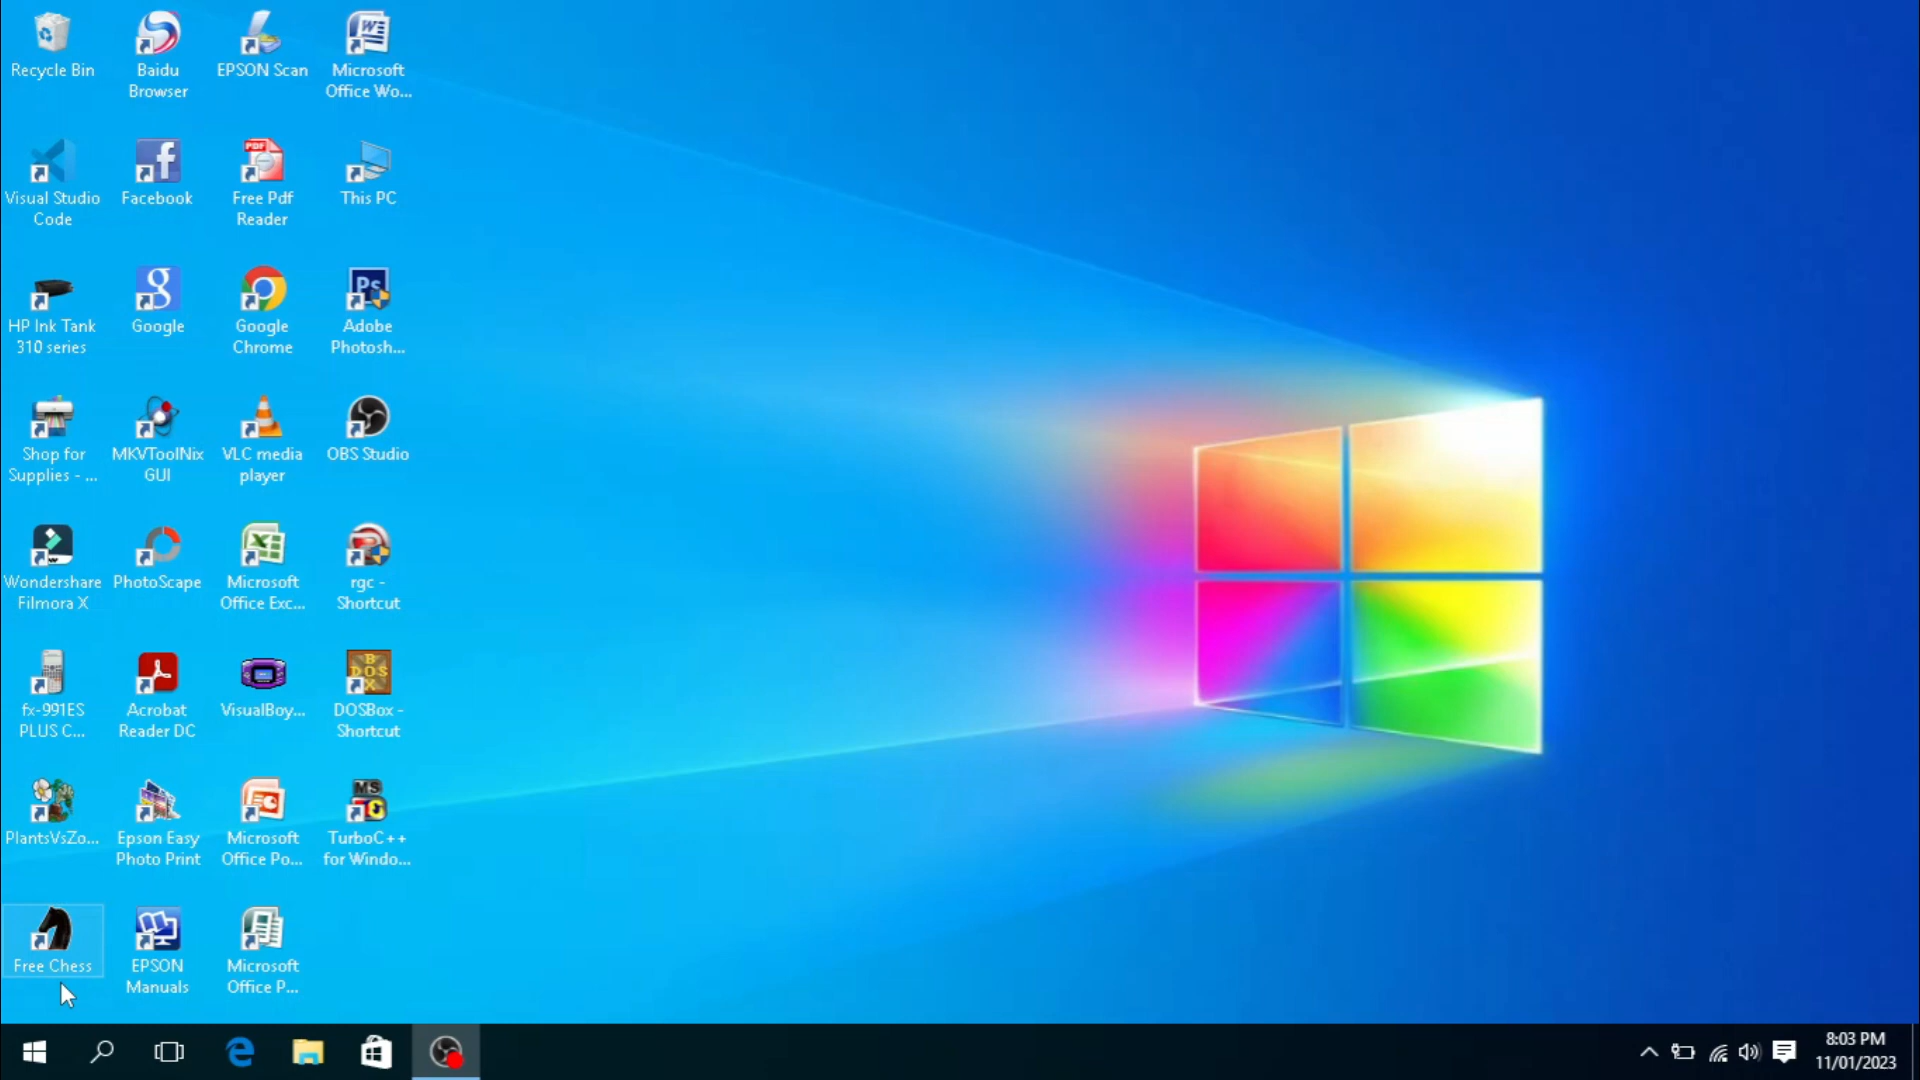 Recycle Bin
Baidu
Browser
EPSON Scan
Microsoft
Office Wo...
Visual Studio
Code
Facebook
PDF
Free Pdf
Reader
This PC
HP Ink Tank
310 series
g
Google
Google
Chrome
Ps
Adobe
Photosh...
Shop for
Supplies - ...
MKVToolNix
GUI
VLC media
player
OBS Studio
Wondershare
Filmora X
PhotoScape
Microsoft
Office Exc...
rgc -
Shortcut
fx-991ES
PLUS C...
Acrobat
Reader DC
VisualBoy...
B
DOS
X
DOSBox -
Shortcut
PlantsVsZo...
Epson Easy
Photo Print
Microsoft
Office Po...
MS
TurboC++
for Windo...
Free Chess
EPSON
Manuals
Microsoft
Office P...
8:03 PM
11/01/2023